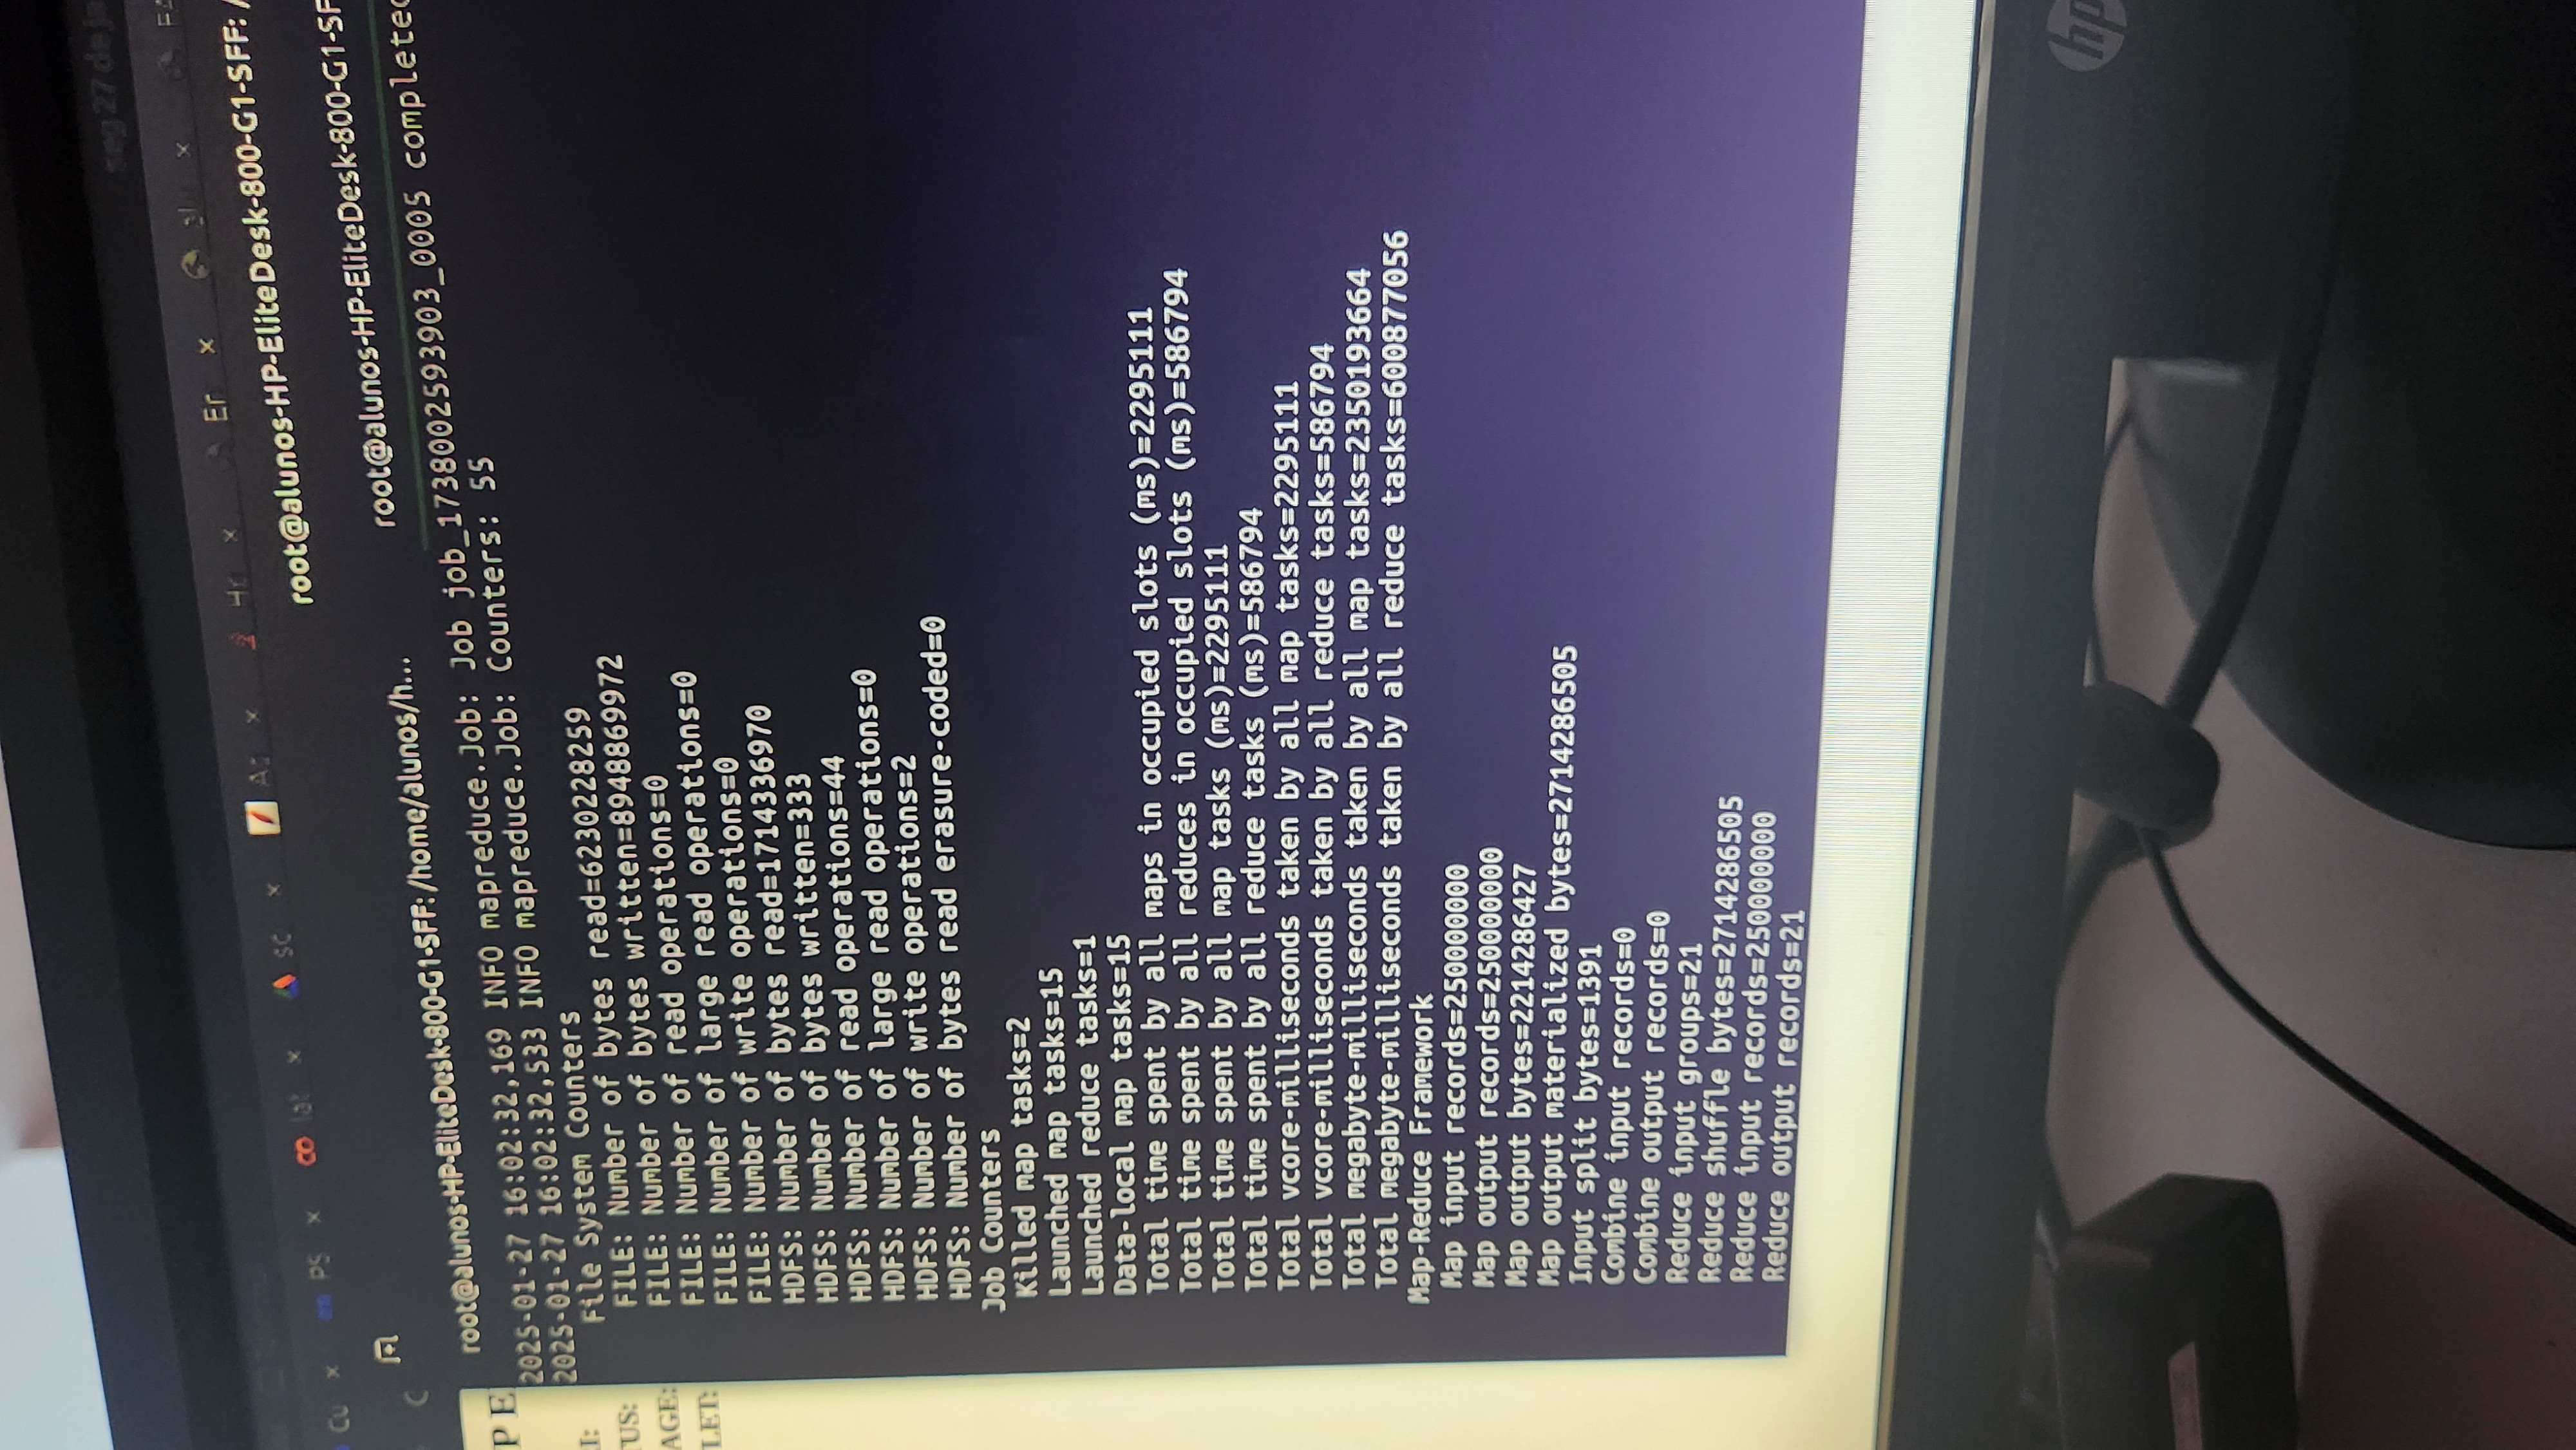 seg 27 de ja
Cu × PS × × sc × × × Er × ×
root@alunos-HP-EliteDesk-800-G1-SFF: /
root@alunos-HP-EliteDesk-800-G1-SFF: /home/alunos/h...
root@alunos-HP-EliteDesk-800-G1-SF
P E
I:
TUS:
AGE:
LET:
2025-01-27 16:02:32,169 INFO mapreduce.Job: Job job_1738002593903_0005 completed
2025-01-27 16:02:32,533 INFO mapreduce.Job: Counters: 55
File System Counters
FILE: Number of bytes read=6230228259
FILE: Number of bytes written=8948869972
FILE: Number of read operations=0
FILE: Number of large read operations=0
FILE: Number of write operations=0
HDFS: Number of bytes read=1714336970
HDFS: Number of bytes written=333
HDFS: Number of read operations=44
HDFS: Number of large read operations=0
HDFS: Number of write operations=2
HDFS: Number of bytes read erasure-coded=0
Job Counters
Killed map tasks=2
Launched map tasks=15
Launched reduce tasks=1
Data-local map tasks=15
Total time spent by all maps in occupied slots (ms)=2295111
Total time spent by all reduces in occupied slots (ms)=586794
Total time spent by all map tasks (ms)=2295111
Total time spent by all reduce tasks (ms)=586794
Total vcore-milliseconds taken by all map tasks=2295111
Total vcore-milliseconds taken by all reduce tasks=586794
Total megabyte-milliseconds taken by all map tasks=2350193664
Total megabyte-milliseconds taken by all reduce tasks=600877056
Map-Reduce Framework
Map input records=250000000
Map output records=250000000
Map output bytes=2214286427
Map output materialized bytes=2714286505
Input split bytes=1391
Combine input records=0
Combine output records=0
Reduce input groups=21
Reduce shuffle bytes=2714286505
Reduce input records=250000000
Reduce output records=21
hp